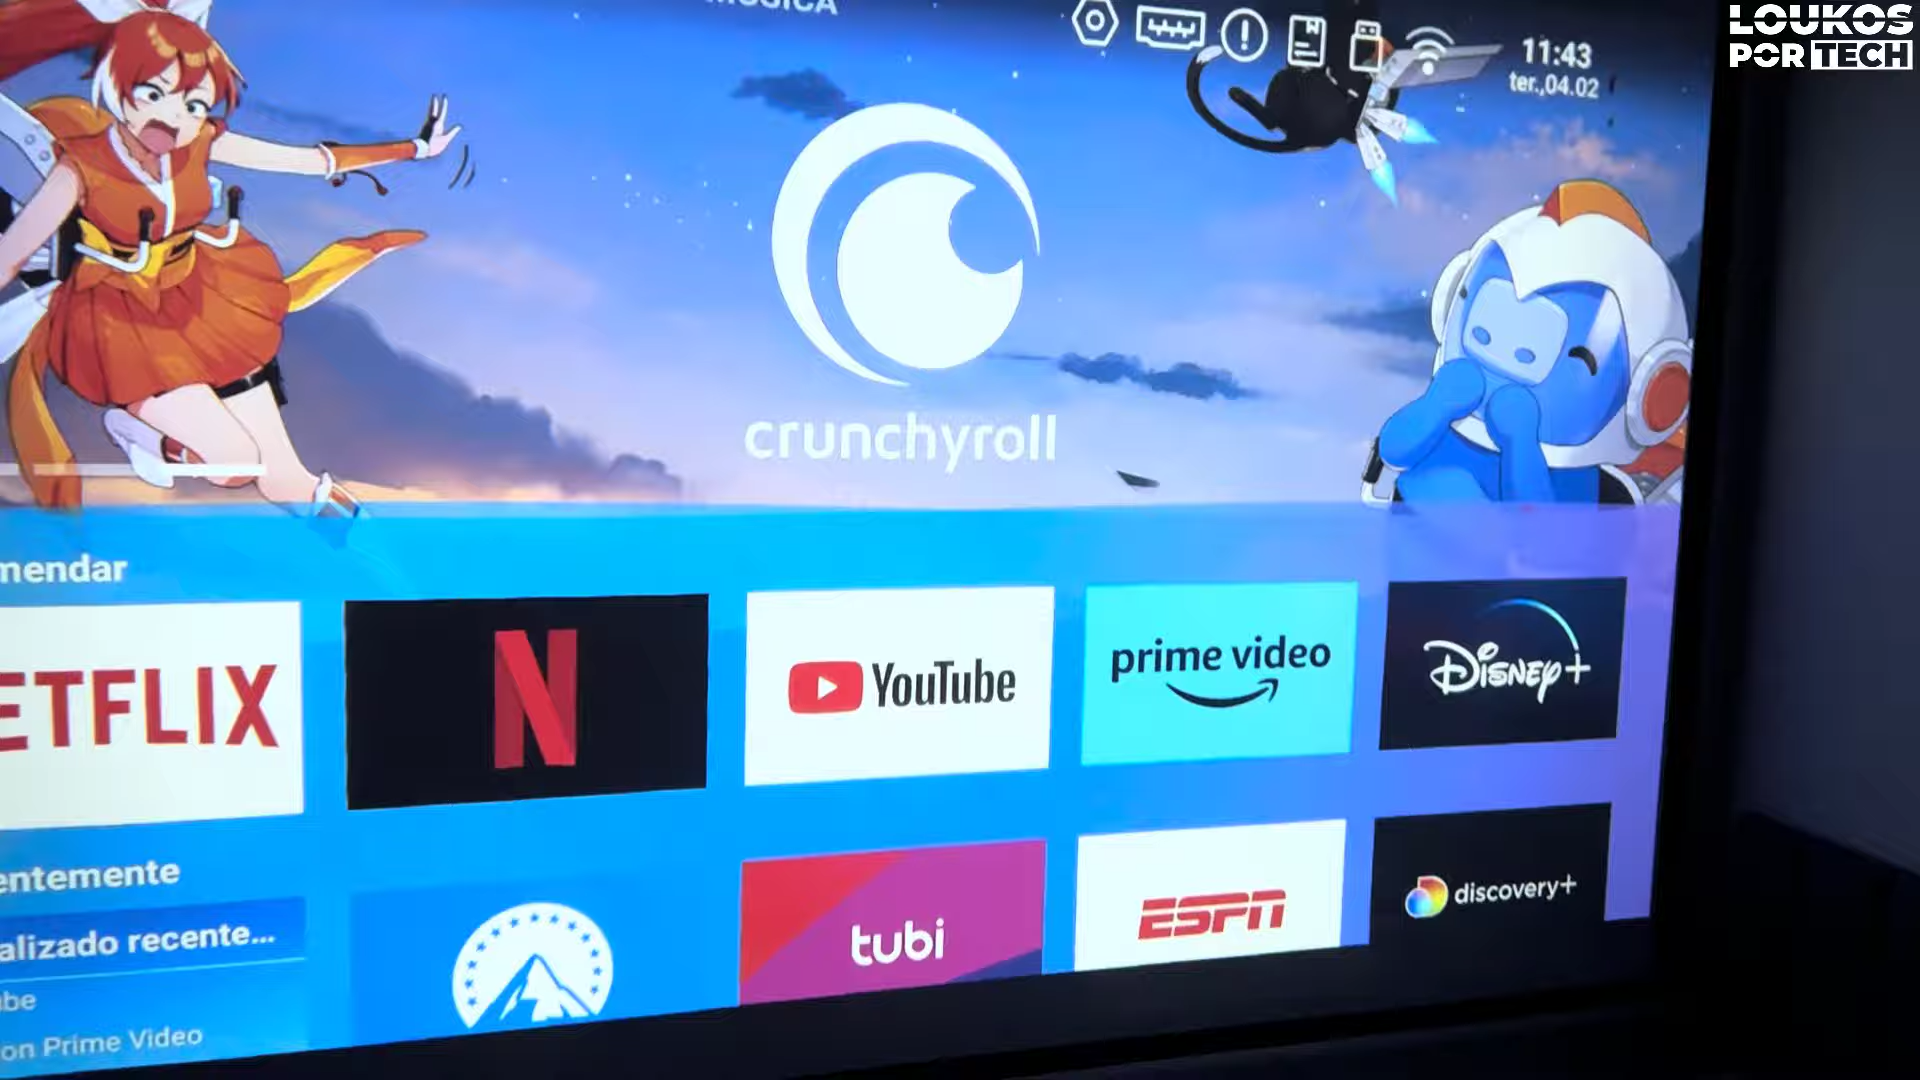 MÚSICA
LOUKOS
POR TECH
11:43
ter.,04.02
crunchyroll
mendar
ETFLIX
N
YouTube
prime video
Disney+
entemente
alizado recente...
be
on Prime Video
tubi
ESPN
discovery+